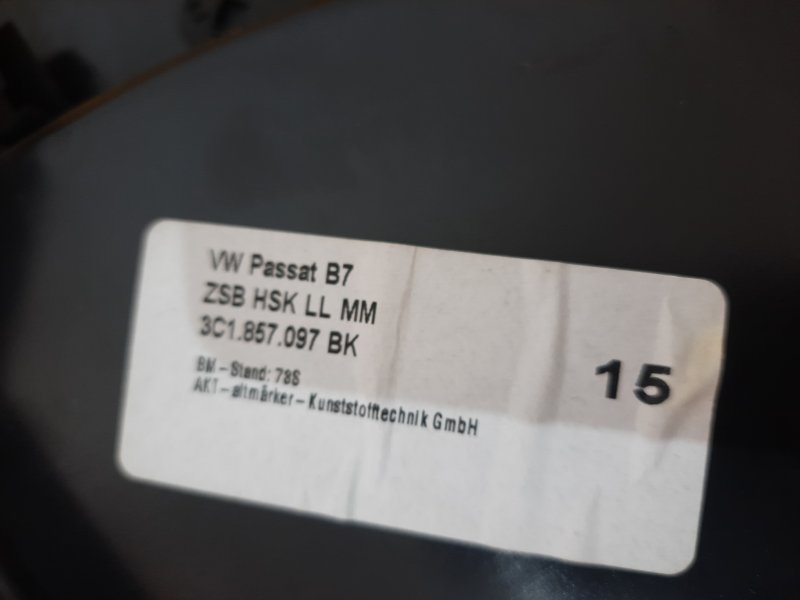 VW Passat B7
ZSB HSK LL MM
3C1.857.097 BK
15
BM-Stand: 78S
AKT-altmärker-Kunststofftechnik GmbH